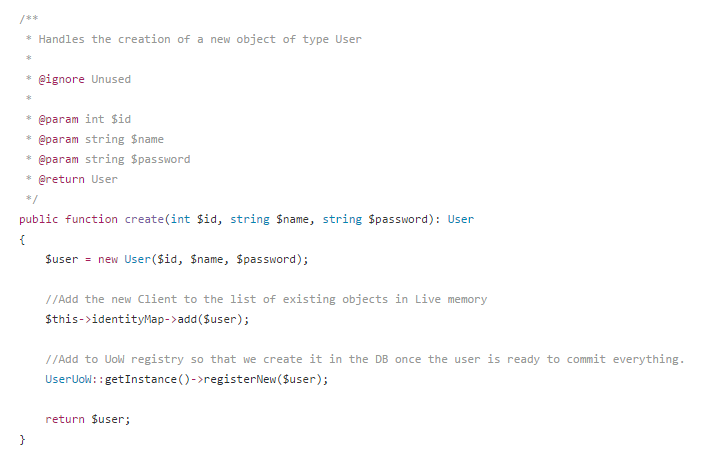 /**
 * Handles the creation of a new object of type User
 *
 * @ignore Unused
 *
 * @param int $id
 * @param string $name
 * @param string $password
 * @return User
 */
public function create(int $id, string $name, string $password): User
{
    $user = new User($id, $name, $password);

    //Add the new Client to the list of existing objects in Live memory
    $this->identityMap->add($user);

    //Add to UoW registry so that we create it in the DB once the user is ready to commit everything.
    UserUoW::getInstance()->registerNew($user);

    return $user;
}